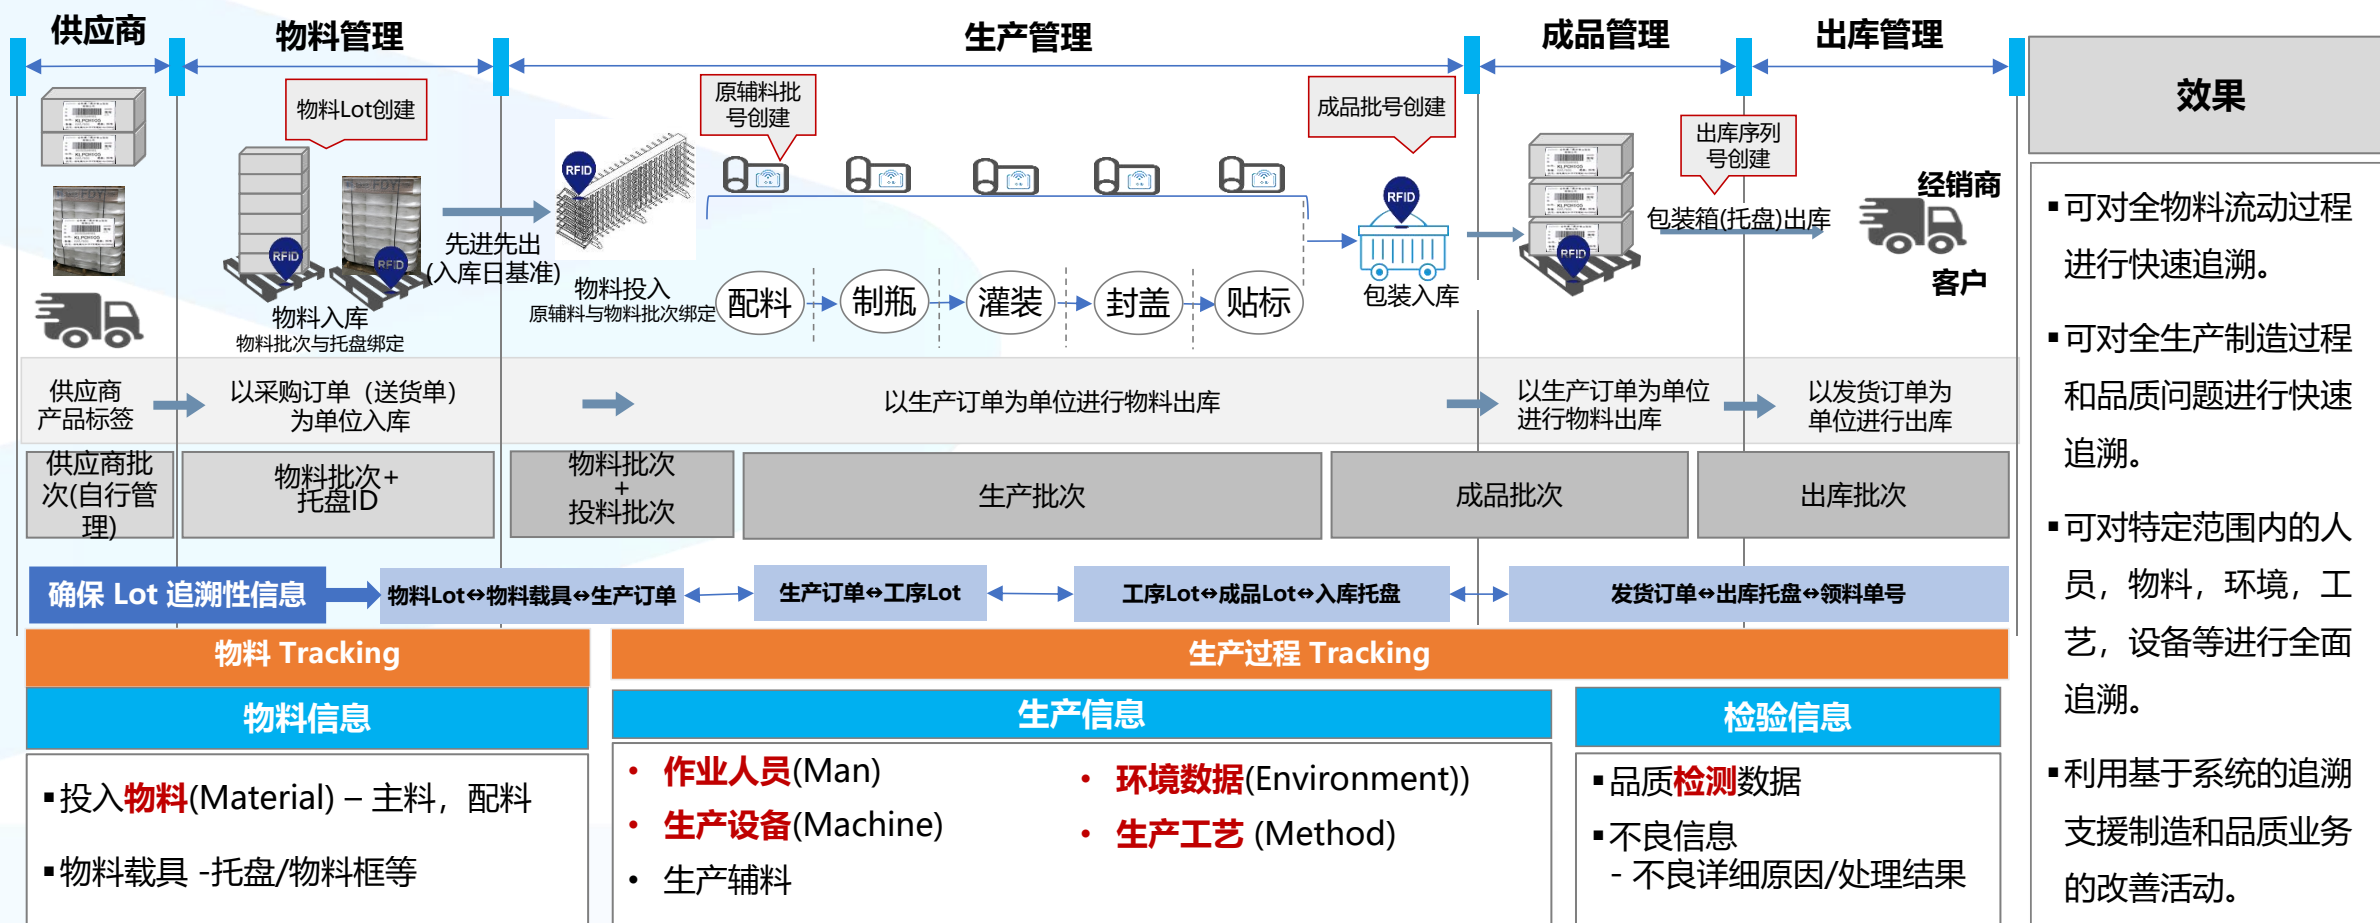 供应商
物料管理
生产管理
成品管理
出库管理
效果
物料Lot创建
原辅料批
号创建
成品批号创建
出库序列
号创建
RFID
RFID
RFID
RFID
RFID
先进先出
(入库日基准)
物料入库
物料批次与托盘绑定
物料投入
原辅料与物料批次绑定
配料
制瓶
灌装
封盖
贴标
包装入库
包装箱(托盘)出库
经销商
客户
供应商
产品标签
以采购订单（送货单）
为单位入库
以生产订单为单位进行物料出库
以生产订单为单位
进行物料出库
以发货订单为
单位进行出库
供应商批
次(自行管
理)
物料批次+
托盘ID
物料批次
+
投料批次
生产批次
成品批次
出库批次
确保 Lot 追溯性信息
物料Lot↔物料载具↔生产订单
生产订单↔工序Lot
工序Lot↔成品Lot↔入库托盘
发货订单↔出库托盘↔领料单号
物料 Tracking
生产过程 Tracking
物料信息
▪投入物料(Material) – 主料，配料
▪物料载具 -托盘/物料框等
生产信息
• 作业人员(Man)
• 生产设备(Machine)
• 生产辅料
• 环境数据(Environment))
• 生产工艺 (Method)
检验信息
▪品质检测数据
▪不良信息
- 不良详细原因/处理结果
▪可对全物料流动过程
进行快速追溯。
▪可对全生产制造过程
和品质问题进行快速
追溯。
▪可对特定范围内的人
员，物料，环境，工
艺，设备等进行全面
追溯。
▪利用基于系统的追溯
支援制造和品质业务
的改善活动。